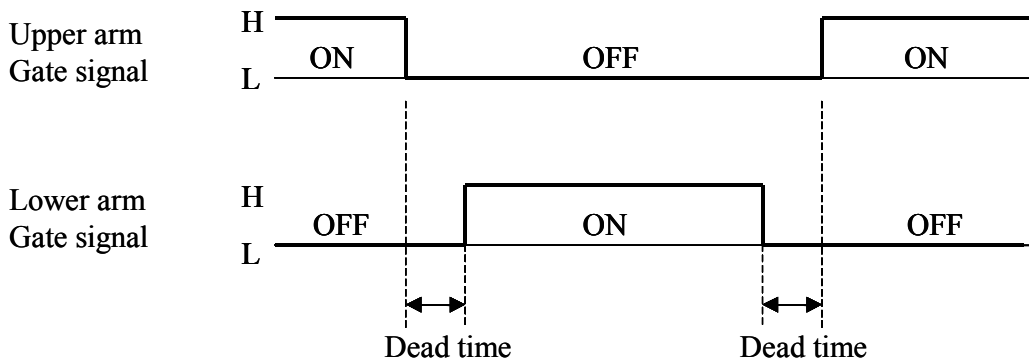 Upper arm
Gate signal
H
L
ON
OFF
ON
Lower arm
Gate signal
H
L
OFF
ON
OFF
Dead time
Dead time